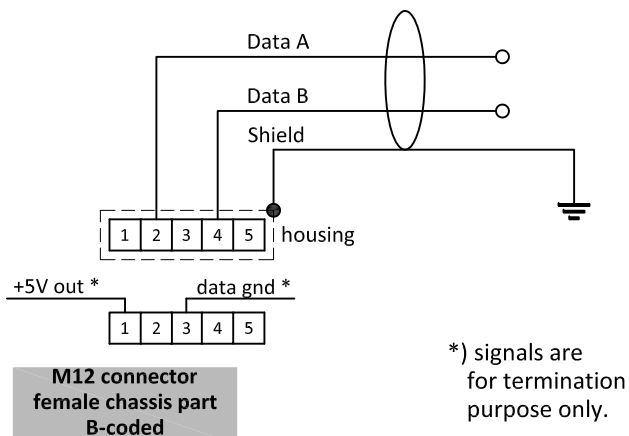 Data A
Data B
Shield
1 2 3 4 5 housing
+5V out * data gnd *
1 2 3 4 5
M12 connector
female chassis part
B-coded
*) signals are
for termination
purpose only.